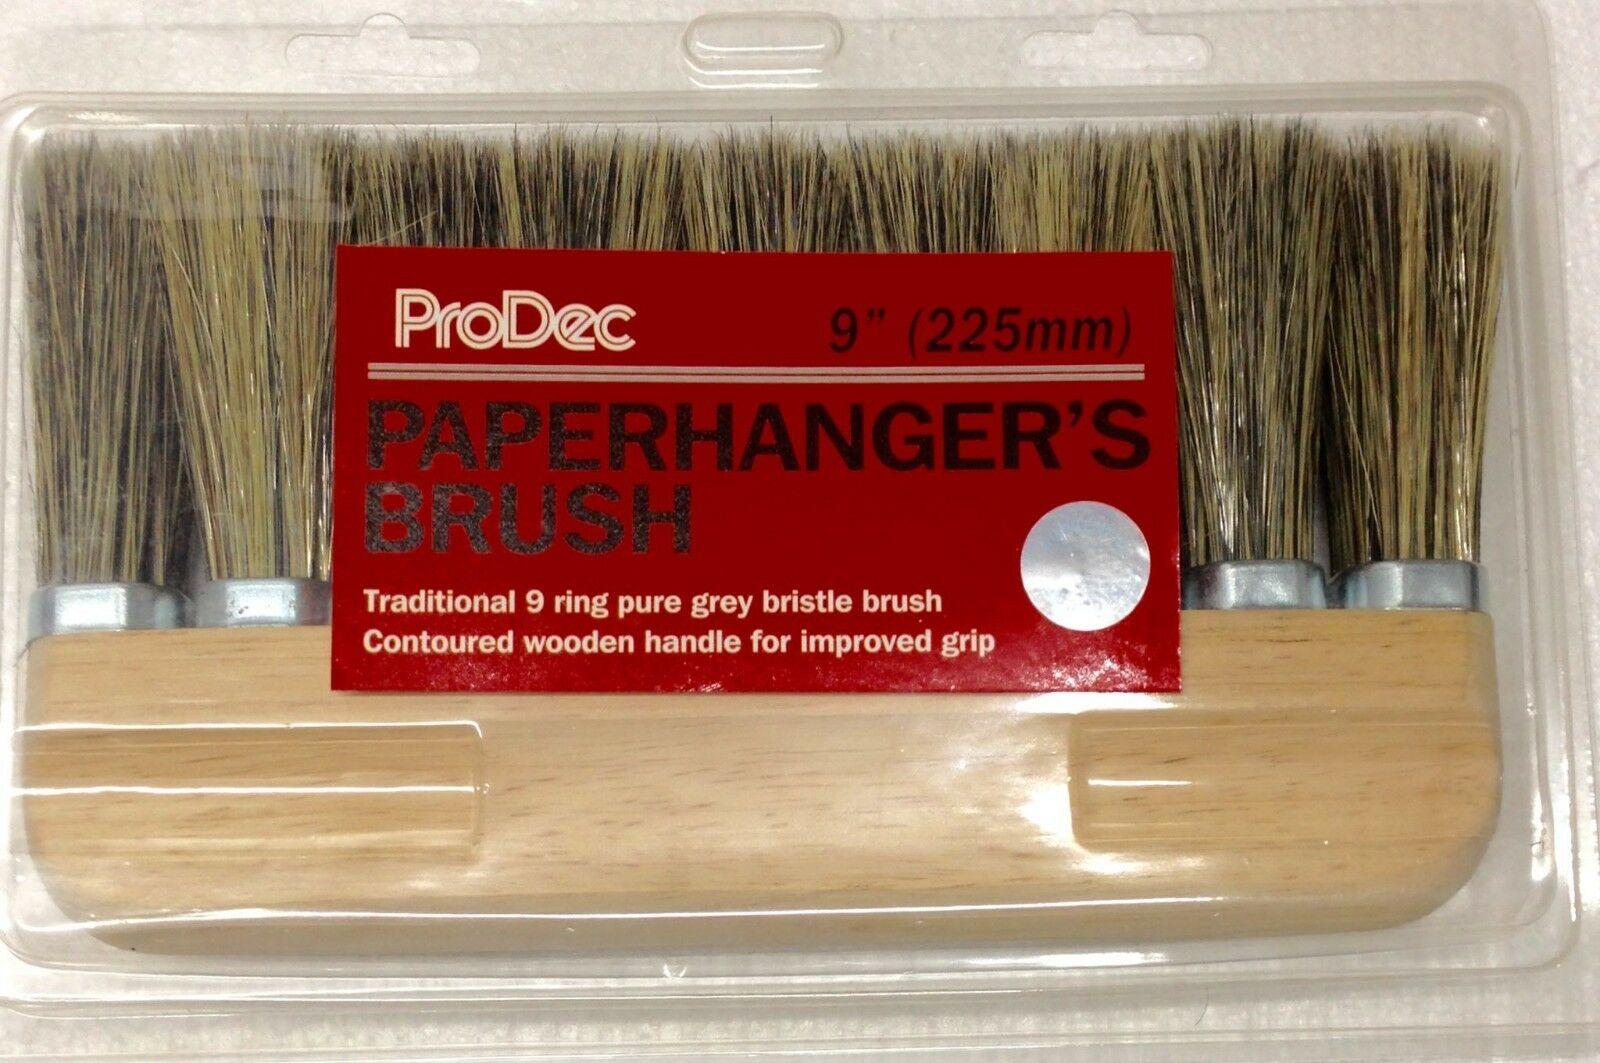 ProDec
9" (225mm)
PAPERHANGER'S
BRUSH
Traditional 9 ring pure grey bristle brush
Contoured wooden handle for improved grip